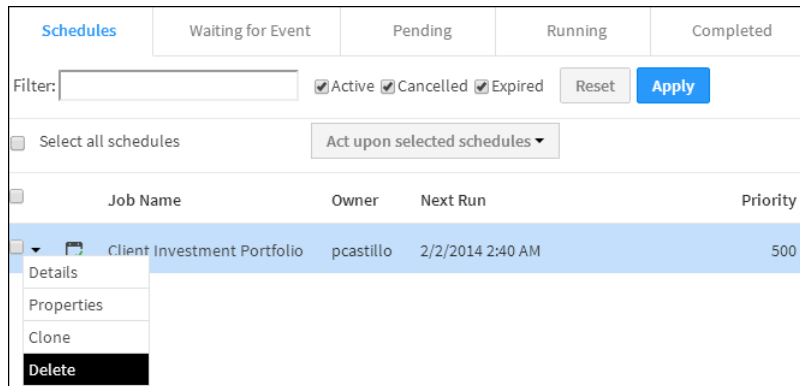 Schedules Waiting for Event Pending Running Completed
Filter: Active Cancelled Expired Reset Apply
Select all schedules Act upon selected schedules
Job Name Owner Next Run Priority
Client Investment Portfolio pcastillo 2/2/2014 2:40 AM 500
Details
Properties
Clone
Delete